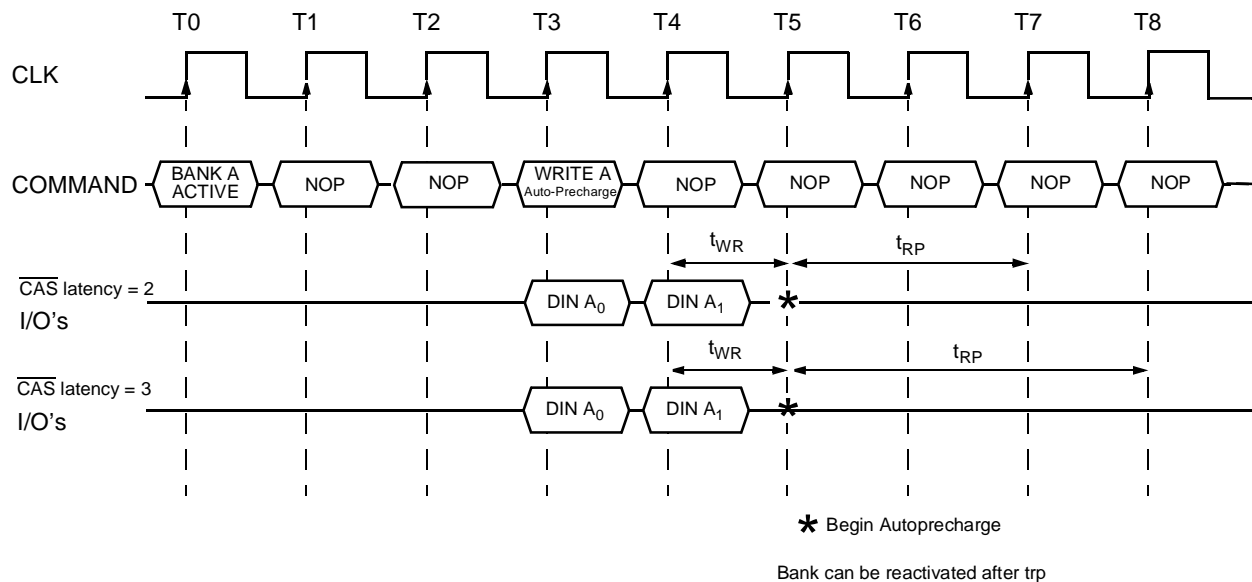 T0 T1 T2 T3 T4 T5 T6 T7 T8
CLK
COMMAND
BANK A
ACTIVE
NOP
NOP
WRITE A
Auto-Precharge
NOP
NOP
NOP
NOP
NOP
tWR
tRP
CAS latency = 2
I/O's
DIN A0
DIN A1
*
tWR
tRP
CAS latency = 3
I/O's
DIN A0
DIN A1
*
* Begin Autoprecharge
Bank can be reactivated after trp